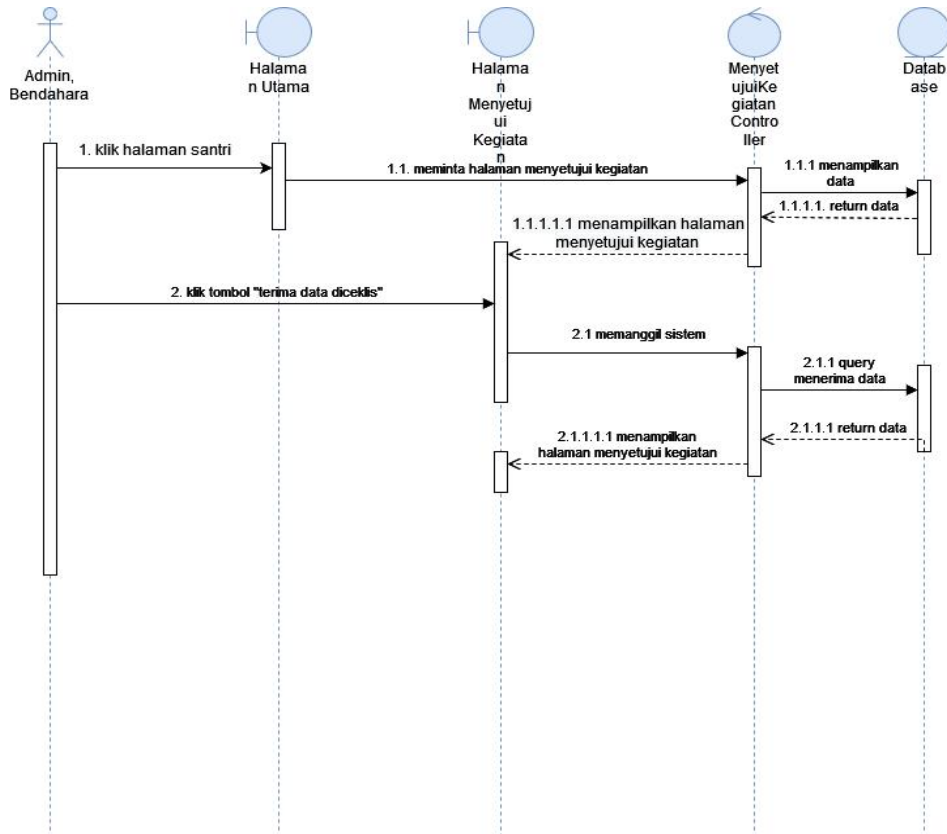 Admin,
Bendahara
Halama
n Utama
Halama
n
Menyetuj
ui
Kegiata
n
Menyet
ujuiKe
giatan
Contro
ller
Datab
ase
1. klik halaman santri
1.1. meminta halaman menyetujui kegiatan
1.1.1 menampilkan
data
1.1.1.1. return data
1.1.1.1.1 menampilkan halaman
menyetujui kegiatan
2. klik tombol "terima data diceklis"
2.1 memanggil sistem
2.1.1 query
menerima data
2.1.1.1 return data
2.1.1.1.1 menampilkan
halaman menyetujui kegiatan